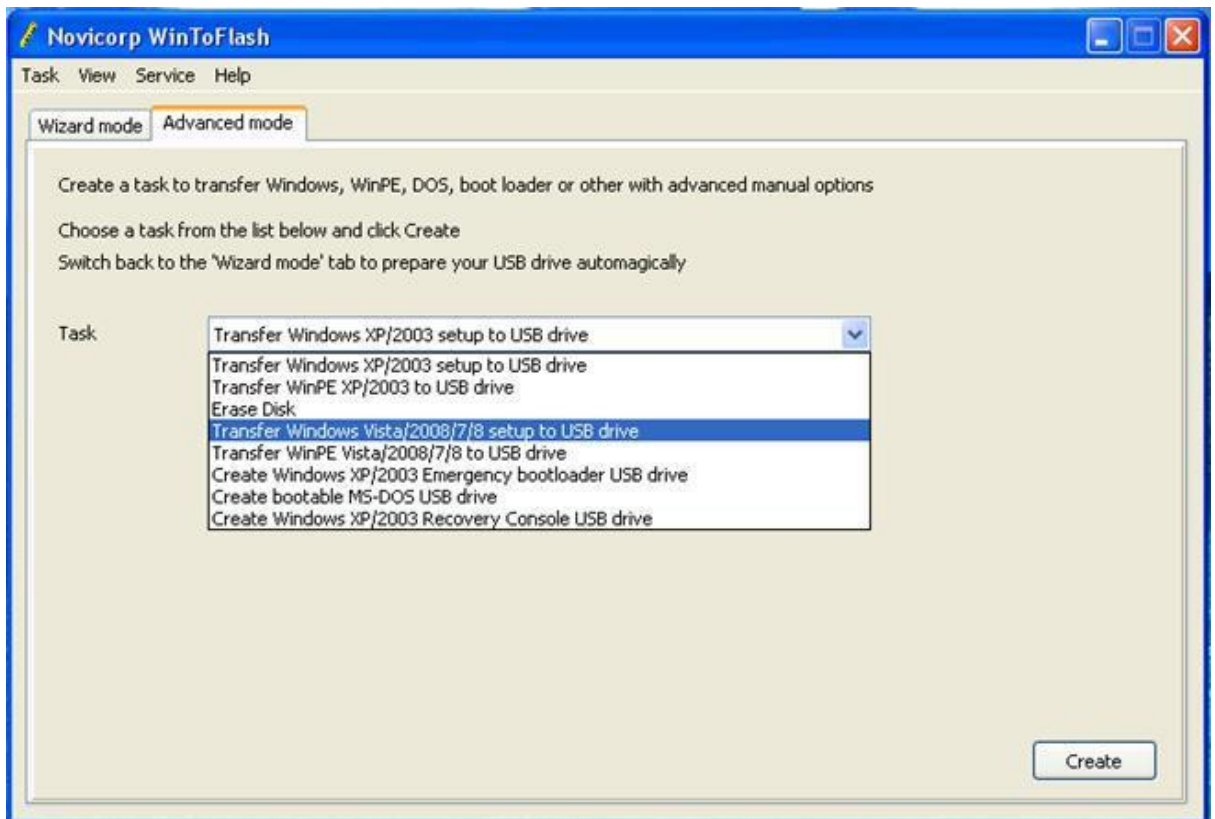 Novicorp WinToFlash
Task View Service Help
Wizard mode Advanced mode
Create a task to transfer Windows, WinPE, DOS, boot loader or other with advanced manual options
Choose a task from the list below and click Create
Switch back to the 'Wizard mode' tab to prepare your USB drive automagically
Task Transfer Windows XP/2003 setup to USB drive
Transfer Windows XP/2003 setup to USB drive
Transfer WinPE XP/2003 to USB drive
Erase Disk
Transfer Windows Vista/2008/7/8 setup to USB drive
Transfer WinPE Vista/2008/7/8 to USB drive
Create Windows XP/2003 Emergency bootloader USB drive
Create bootable MS-DOS USB drive
Create Windows XP/2003 Recovery Console USB drive
Create